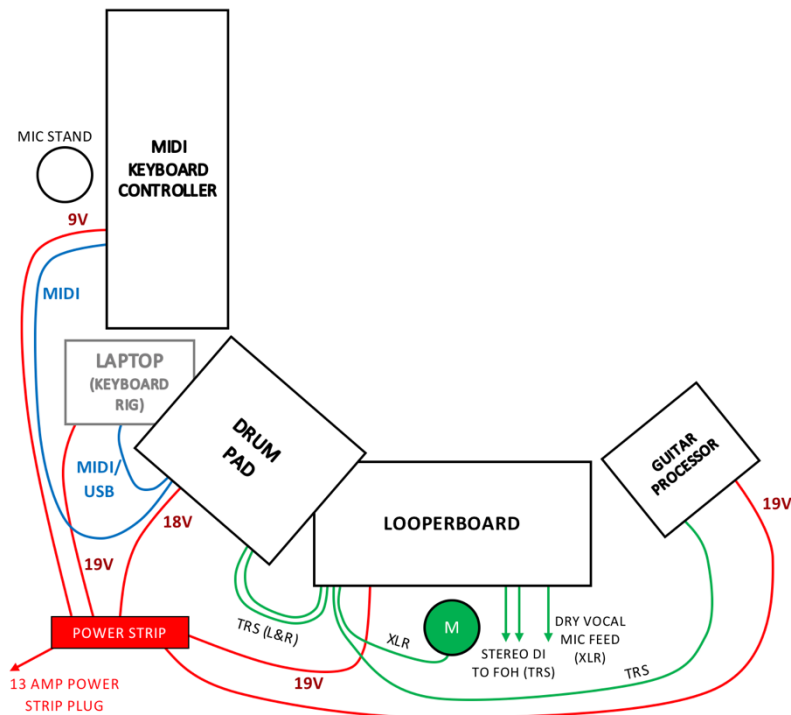 MIC STAND
MIDI
KEYBOARD
CONTROLLER
9V
MIDI
LAPTOP
(KEYBOARD
RIG)
DRUM
PAD
GUITAR
PROCESSOR
MIDI/
USB
18V
19V
LOOPERBOARD
19V
POWER STRIP
TRS (L&R)
XLR
M
STEREO DI
TO FOH (TRS)
DRY VOCAL
MIC FEED
(XLR)
TRS
19V
13 AMP POWER
STRIP PLUG